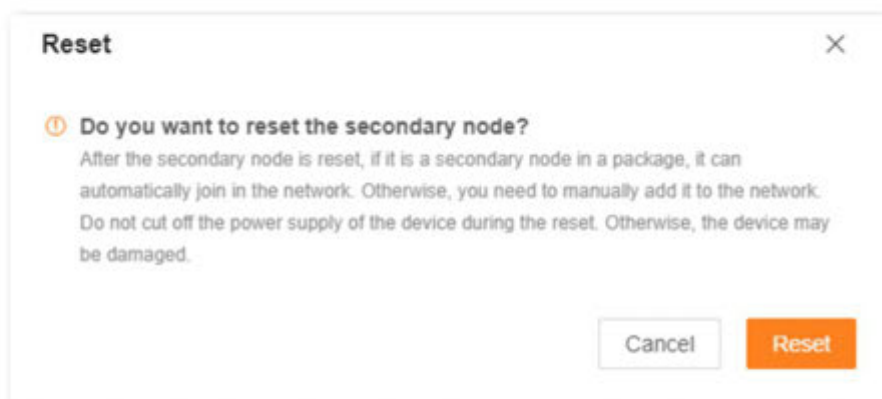 Reset
Do you want to reset the secondary node?
After the secondary node is reset, if it is a secondary node in a package, it can
automatically join in the network. Otherwise, you need to manually add it to the network.
Do not cut off the power supply of the device during the reset. Otherwise, the device may
be damaged.
Cancel
Reset